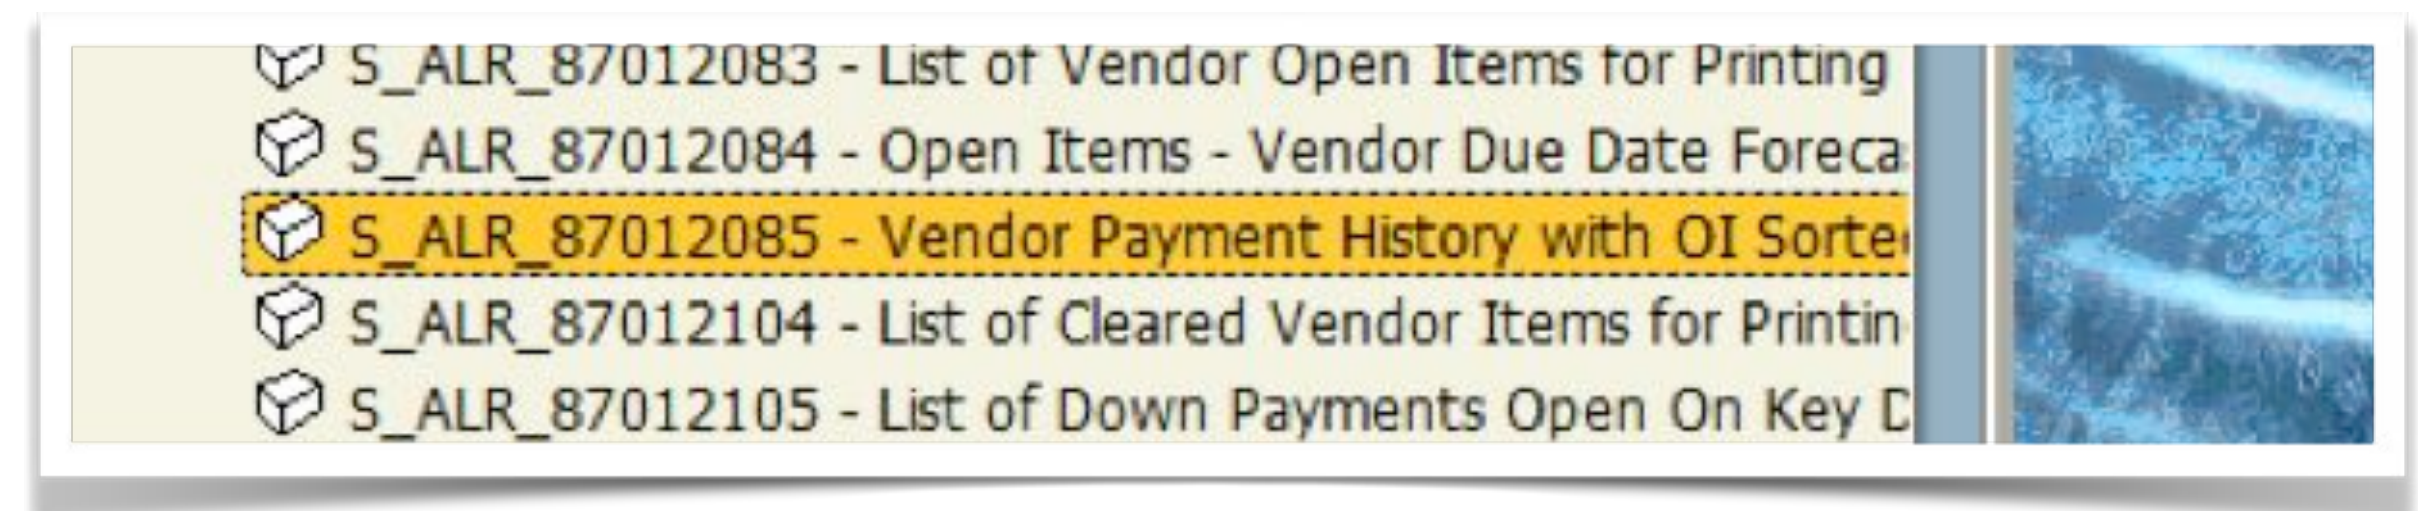 S_ALR_87012083 - List of Vendor Open Items for Printing
S_ALR_87012084 - Open Items - Vendor Due Date Foreca
S_ALR_87012085 - Vendor Payment History with OI Sorte
S_ALR_87012104 - List of Cleared Vendor Items for Printin
S_ALR_87012105 - List of Down Payments Open On Key D